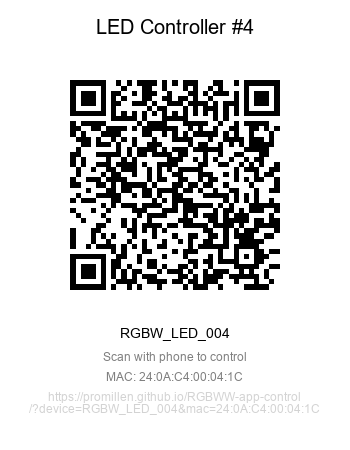 LED Controller #4
RGBW_LED_004
Scan with phone to control
MAC: 24:0A:C4:00:04:1C
https://promillen.github.io/RGBWW-app-control
/?device=RGBW_LED_004&mac=24:0A:C4:00:04:1C